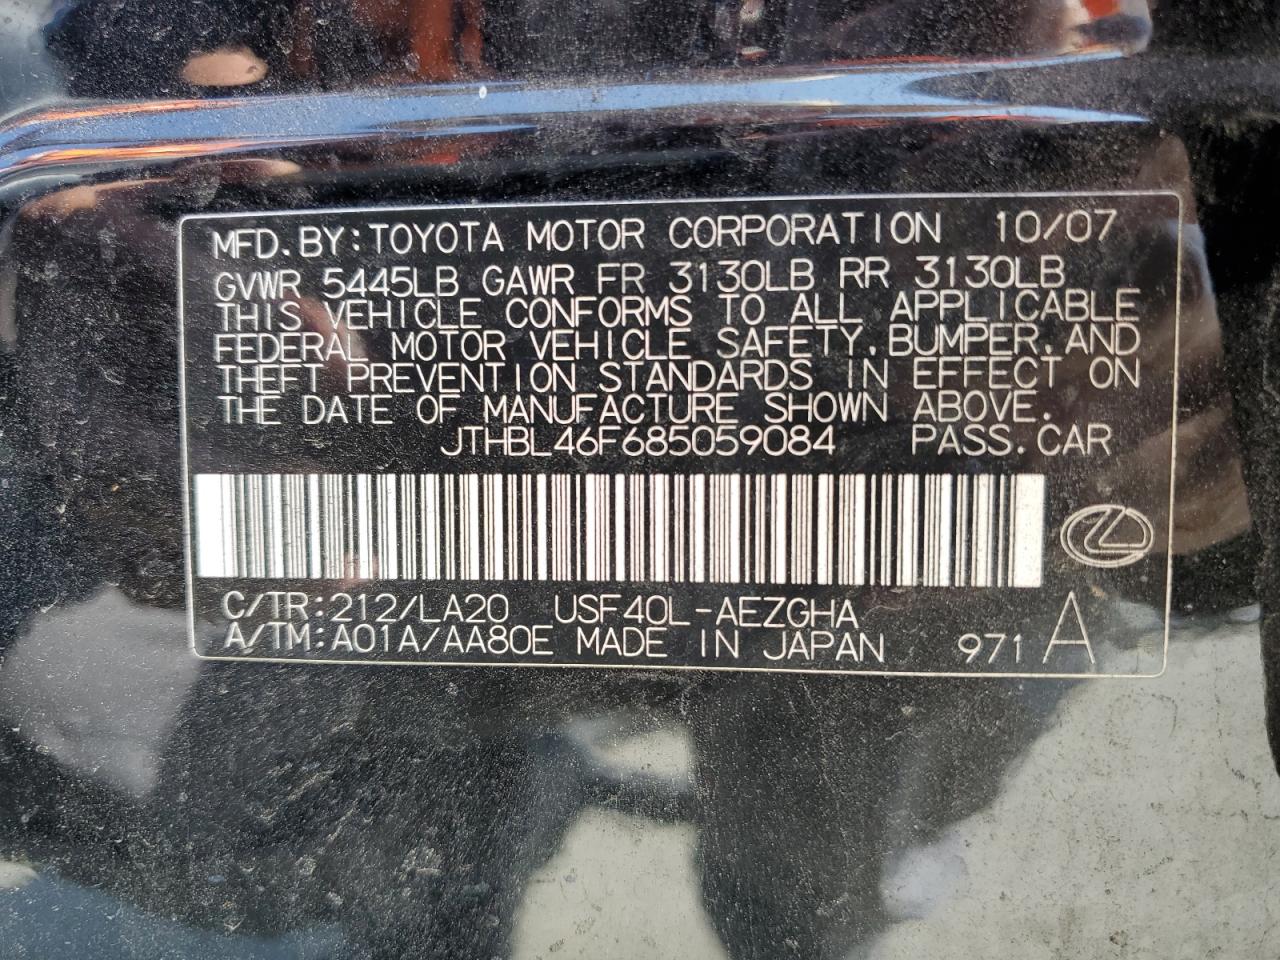 MFD.BY:TOYOTA MOTOR CORPORATION 10/07
GVWR 5445LB GAWR FR 3130LB RR 3130LB
THIS VEHICLE CONFORMS TO ALL APPLICABLE
FEDERAL MOTOR VEHICLE SAFETY,BUMPER,AND
THEFT PREVENTION STANDARDS IN EFFECT ON
THE DATE OF MANUFACTURE SHOWN ABOVE.
JTHBL46F685059084 PASS.CAR
C/TR:212/LA20 USF40L-AEZGHA
A/TM:A01A/AA80E MADE IN JAPAN 971 A